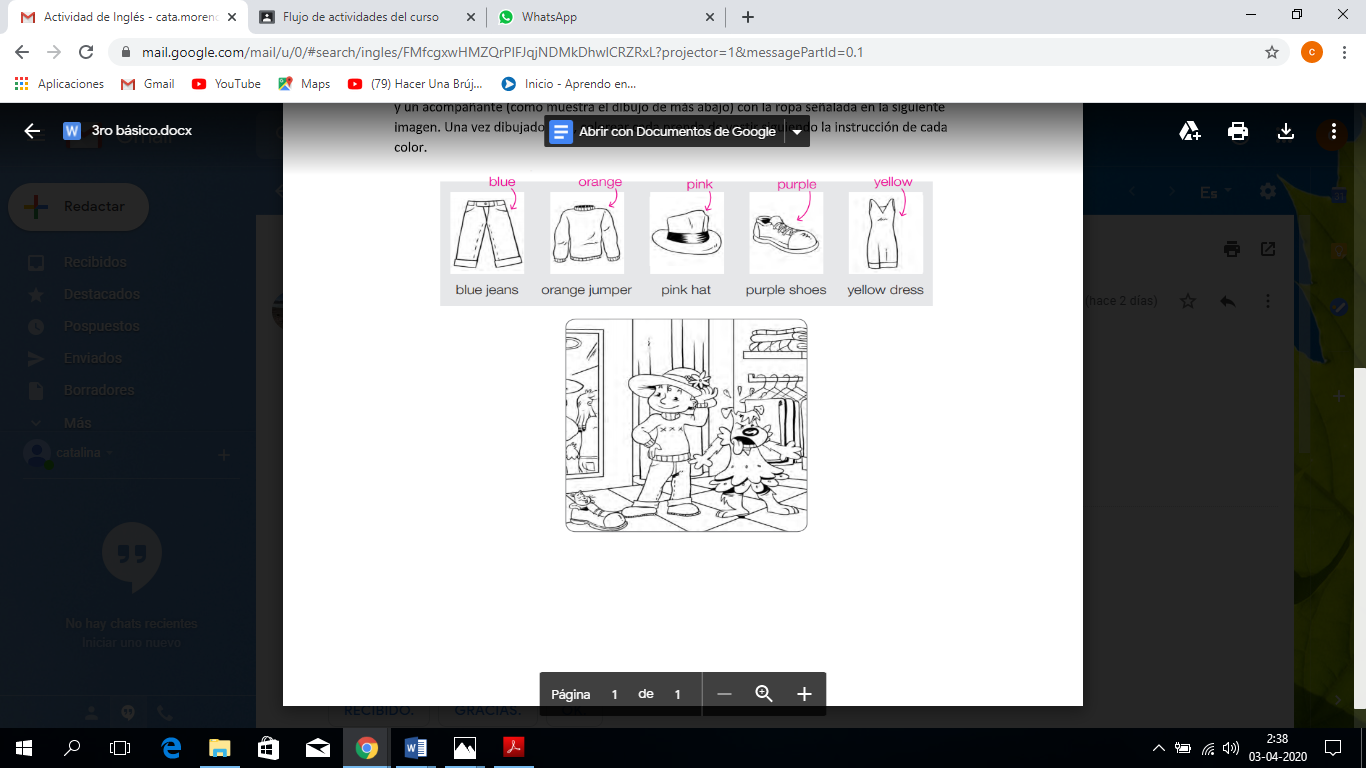 Actividad de Inglés - cata.moreno
Flujo de actividades del curso
WhatsApp
mail.google.com/mail/u/0/#search/ingles/FMfcgxwHMZQrPlFJqjNDMkDhwlCRZRxL?projector=1&messagePartId=0.1
Aplicaciones
Gmail
YouTube
Maps
(79) Hacer Una Brúj...
Inicio - Aprendo en...
3ro básico.docx
y un acompañante (como muestra el dibujo de más abajo) con la ropa señalada en la siguiente
imagen. Una vez dibujado la instrucción de cada
color.
Abrir con Documentos de Google
blue orange pink purple yellow
blue jeans orange jumper pink hat purple shoes yellow dress
Redactar
Recibidos
Destacados
Pospuestos
Enviados
Borradores
Más
catalina
No hay chats recientes
Iniciar uno nuevo
Es
(hace 2 días)
RECIBIDO. GRACIAS.
Página 1 de 1
2:38
03-04-2020